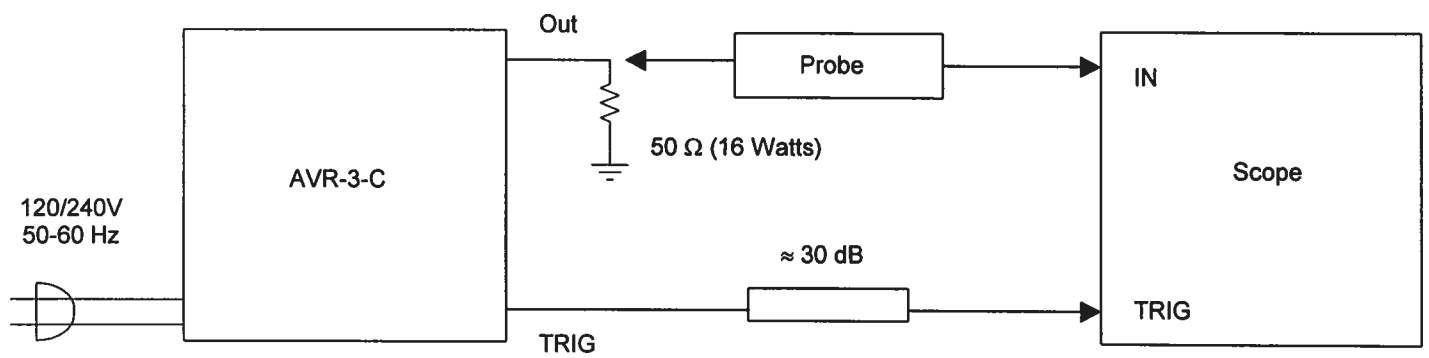 Out
Probe
IN
50 Ω (16 Watts)
AVR-3-C
Scope
120/240V
50-60 Hz
≈ 30 dB
TRIG
TRIG